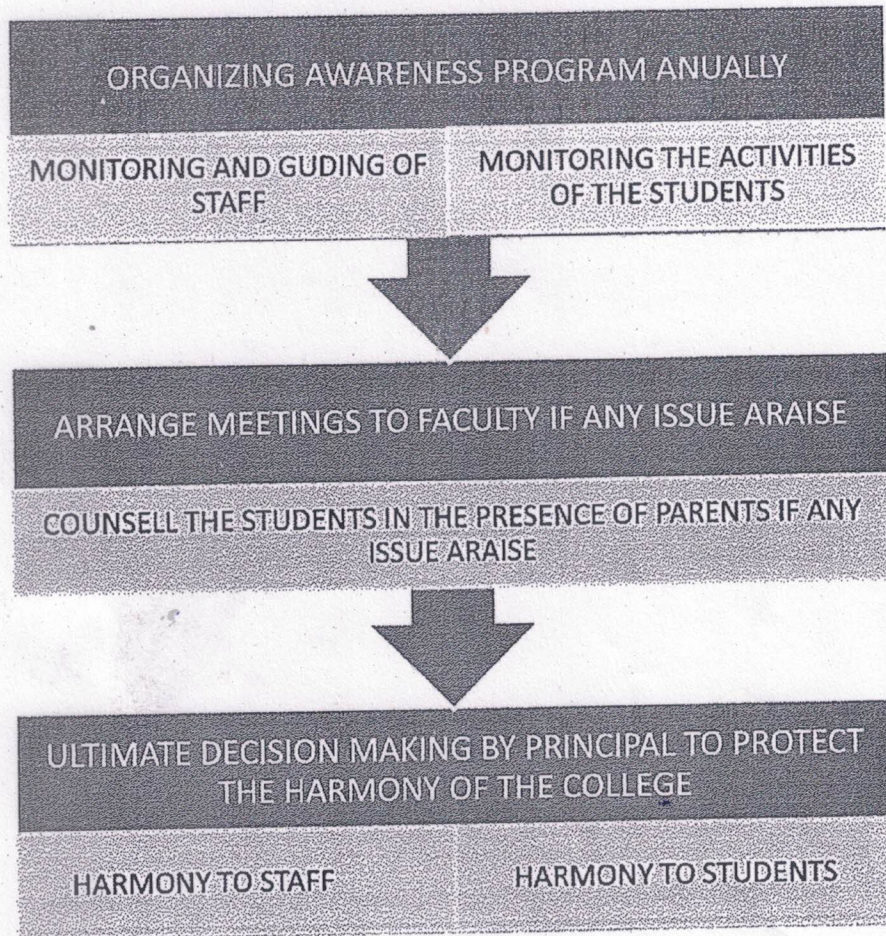 ORGANIZING AWARENESS PROGRAM ANUALLY
MONITORING AND GUDING OF
STAFF
MONITORING THE ACTIVITIES
OF THE STUDENTS
ARRANGE MEETINGS TO FACULTY IF ANY ISSUE ARAISE
COUNSELL THE STUDENTS IN THE PRESENCE OF PARENTS IF ANY
ISSUE ARAISE
ULTIMATE DECISION MAKING BY PRINCIPAL TO PROTECT
THE HARMONY OF THE COLLEGE
HARMONY TO STAFF
HARMONY TO STUDENTS